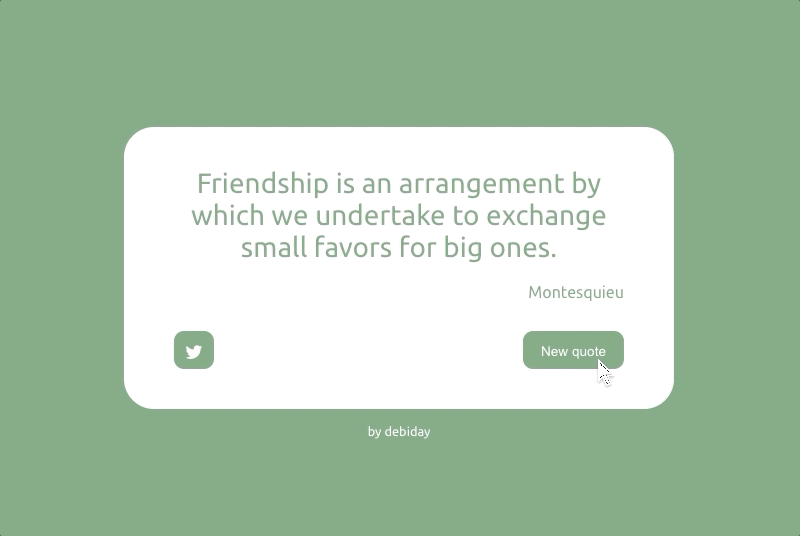 Friendship is an arrangement by
which we undertake to exchange
small favors for big ones.
Montesquieu
New quote
by debiday